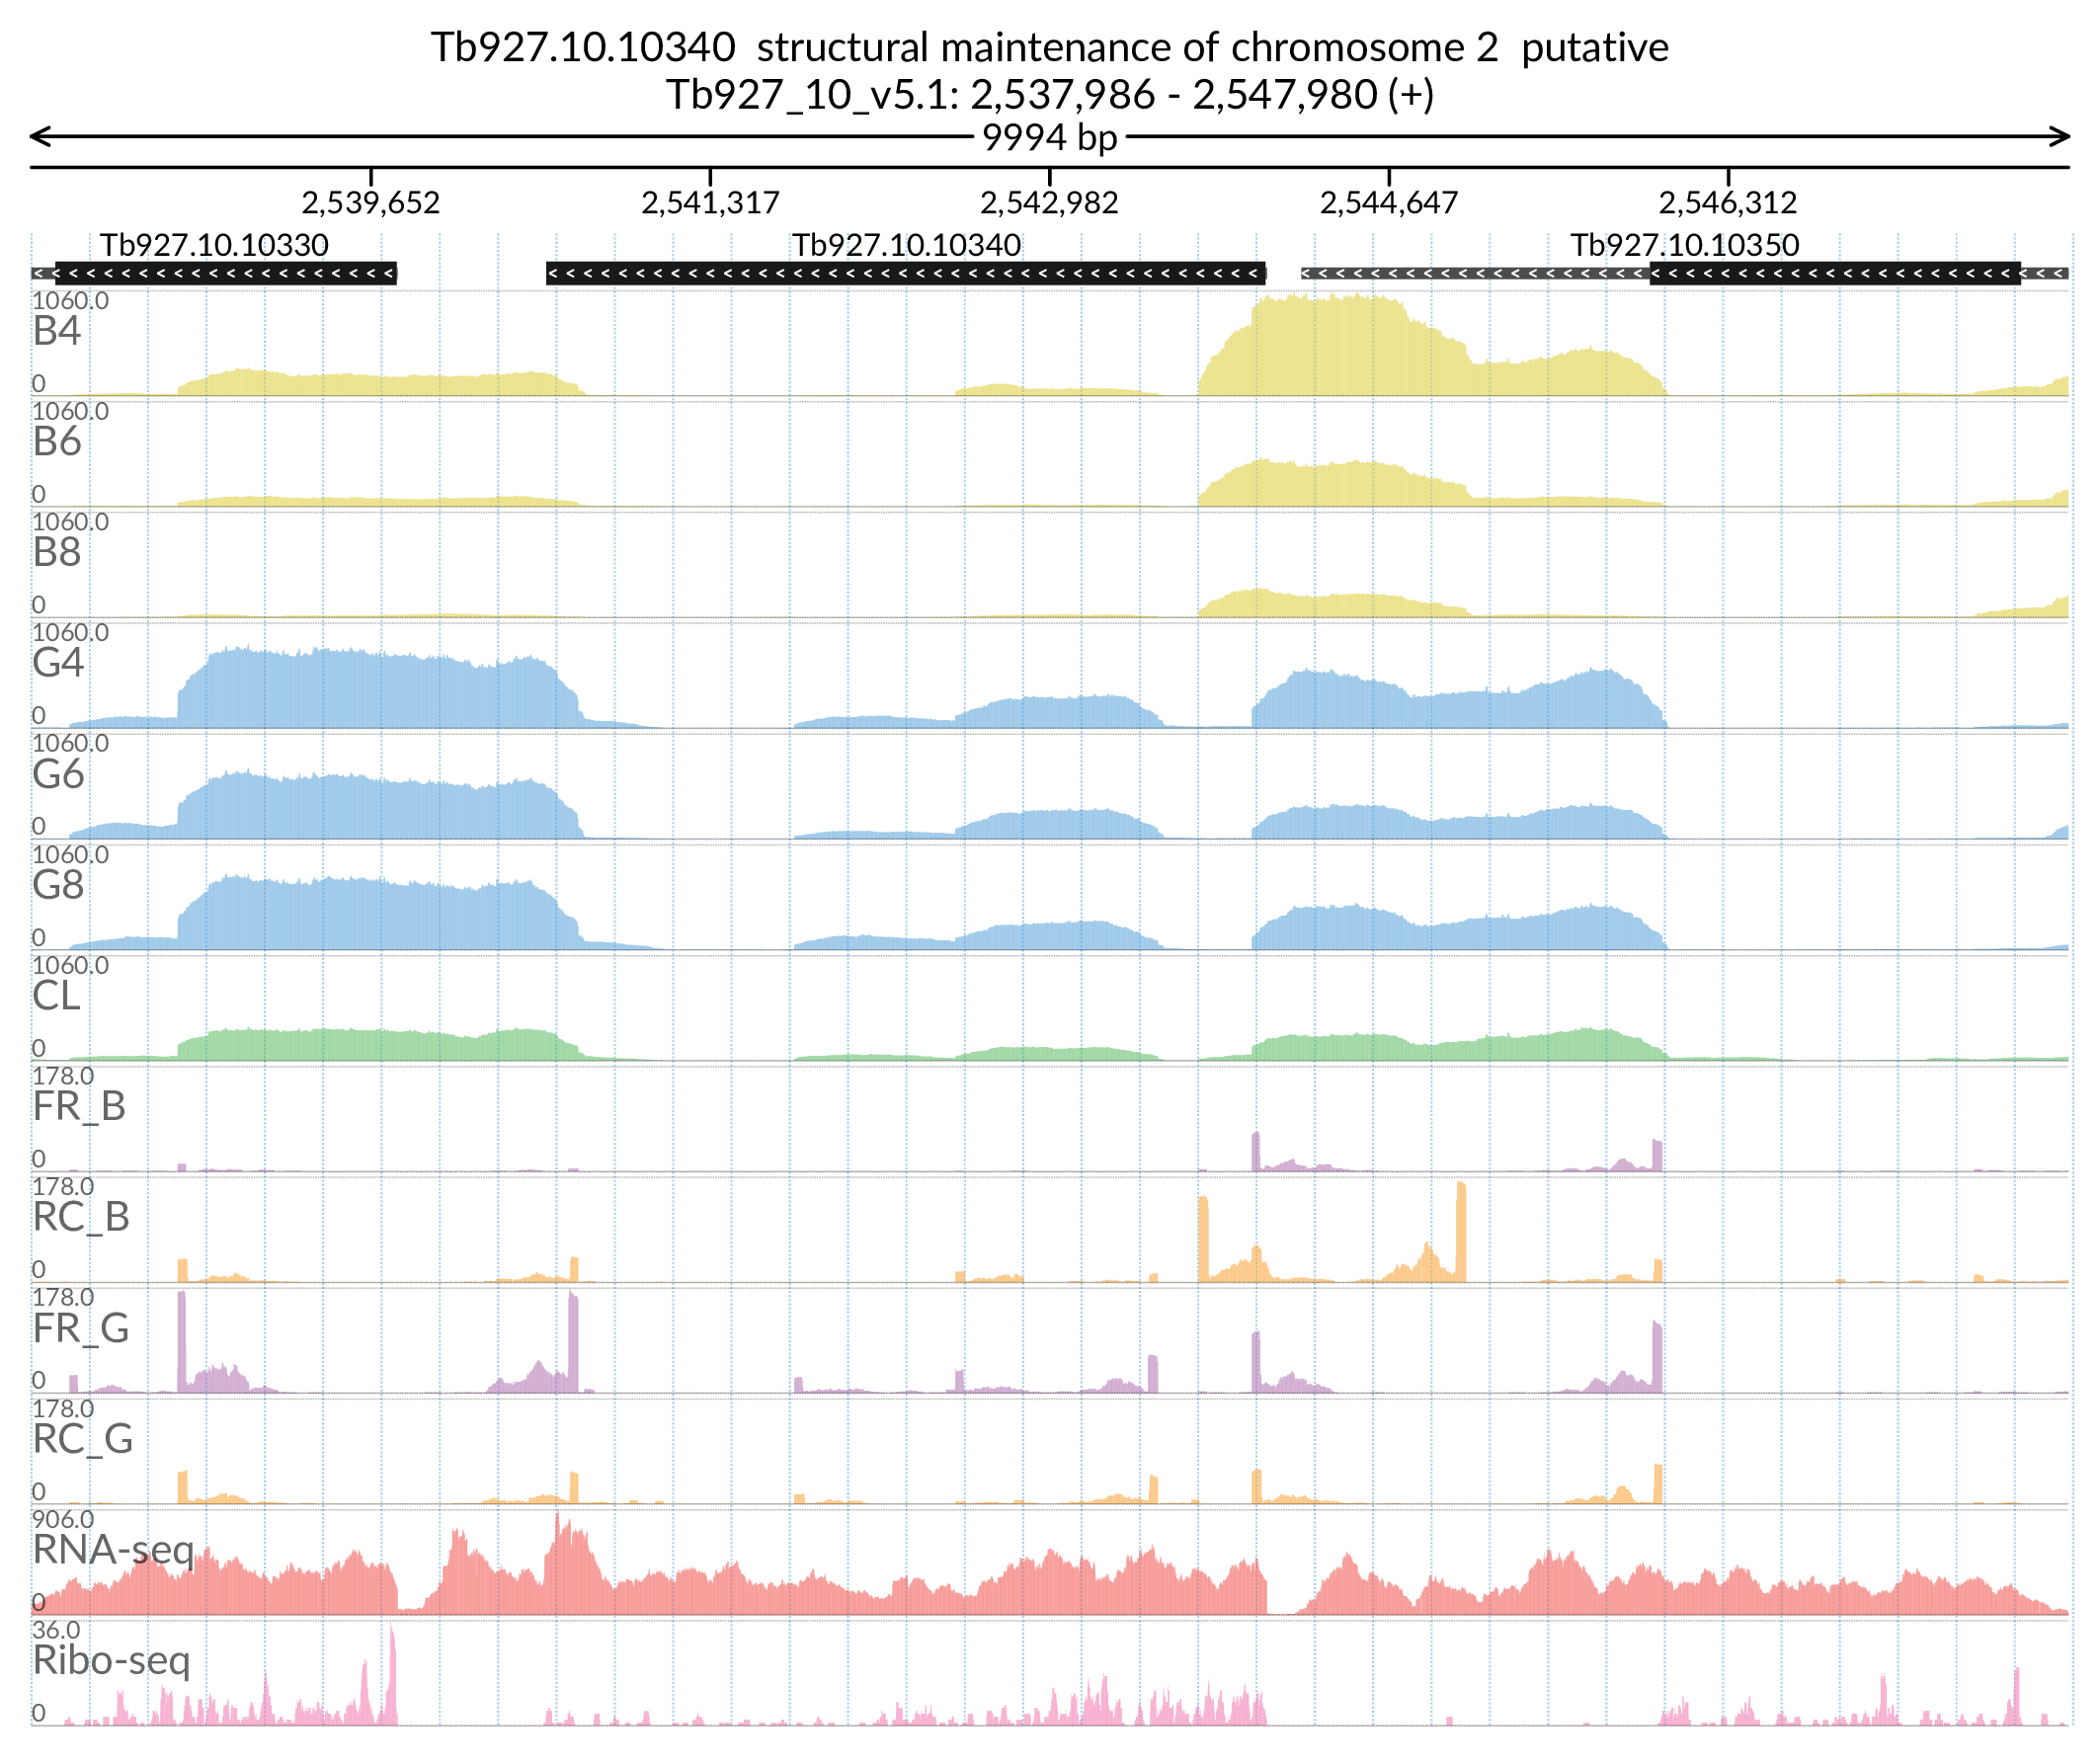 Tb927.10.10340  structural maintenance of chromosome 2  putative
Tb927_10_v5.1: 2,537,986 - 2,547,980 (+)
9994 bp
2,539,652 2,541,317 2,542,982 2,544,647 2,546,312
Tb927.10.10330 Tb927.10.10340 Tb927.10.10350
1060.0
B4
0
1060.0
B6
0
1060.0
B8
0
1060.0
G4
0
1060.0
G6
0
1060.0
G8
0
1060.0
CL
0
178.0
FR_B
0
178.0
RC_B
0
178.0
FR_G
0
178.0
RC_G
0
906.0
RNA-seq
0
36.0
Ribo-seq
0